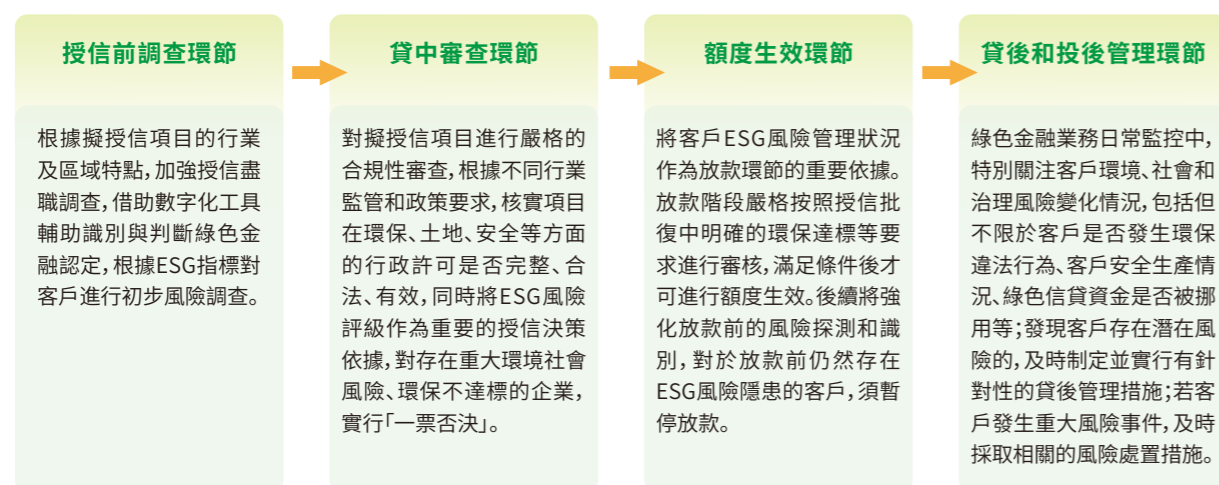 授信前調查環節
根據擬授信項目的行業
及區域特點，加強授信盡
職調查，借助數字化工具
輔助識別與判斷綠色金
融認定，根據ESG指標對
客戶進行初步風險調查。
貸中審查環節
對擬授信項目進行嚴格的
合規性審查，根據不同行業
監管和政策要求，核實項目
在環保、土地、安全等方面
的行政許可是否完整、合
法、有效，同時將ESG風險
評級作為重要的授信決策
依據，對存在重大環境社會
風險、環保不達標的企業，
實行「一票否決」。
額度生效環節
將客戶ESG風險管理狀況
作為放款環節的重要依據。
放款階段嚴格按照授信批
復中明確的環保達標等要
求進行審核，滿足條件後才
可進行額度生效。後續將強
化放款前的風險探測和識
別，對於放款前仍然存在
ESG風險隱患的客戶，須暫
停放款。
貸後和投後管理環節
綠色金融業務日常監控中，
特別關注客戶環境、社會和
治理風險變化情況，包括但
不限於客戶是否發生環保
違法行為、客戶安全生產情
況、綠色信貸資金是否被挪
用等；發現客戶存在潛在風
險的，及時制定並實行有針
對性的貸後管理措施；若客
戶發生重大風險事件，及時
採取相關的風險處置措施。